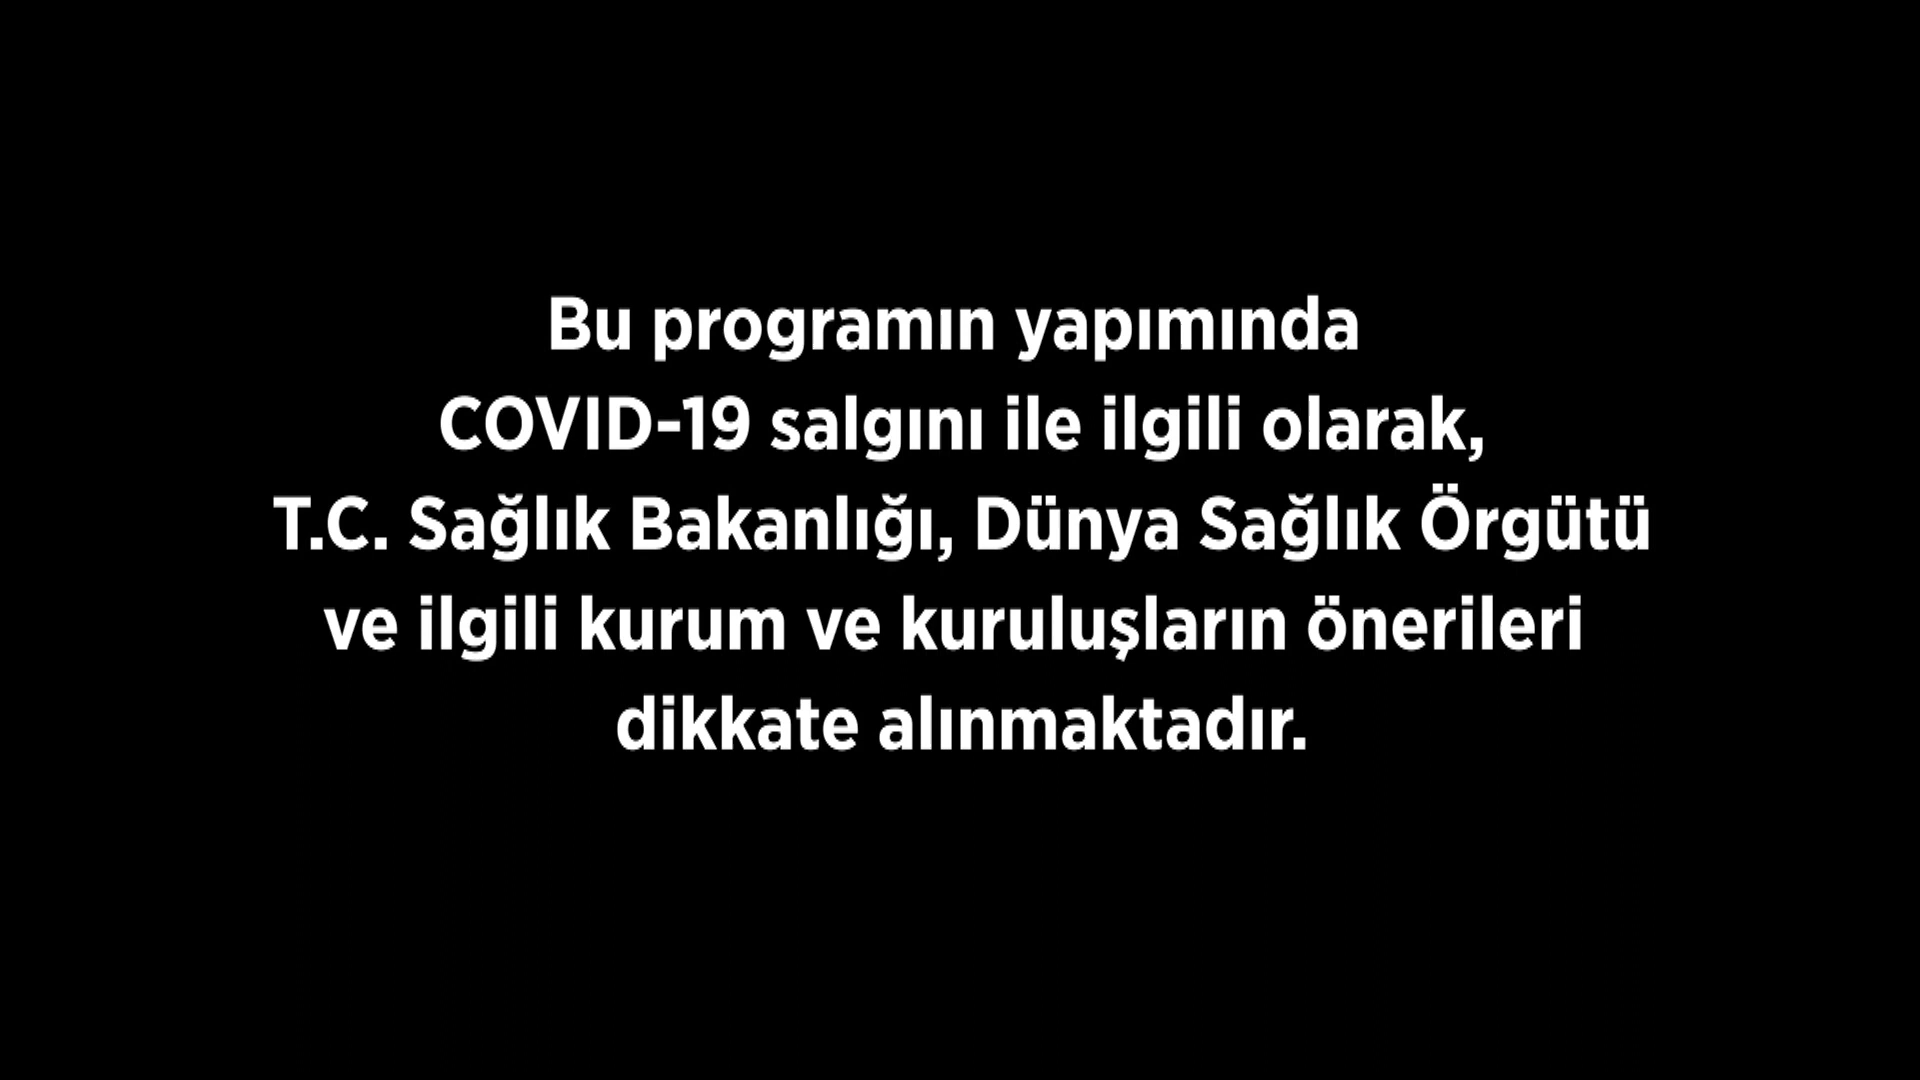 Bu programın yapımında
COVID-19 salgını ile ilgili olarak,
T.C. Sağlık Bakanlığı, Dünya Sağlık Örgütü
ve ilgili kurum ve kuruluşların önerileri
dikkate alınmaktadır.